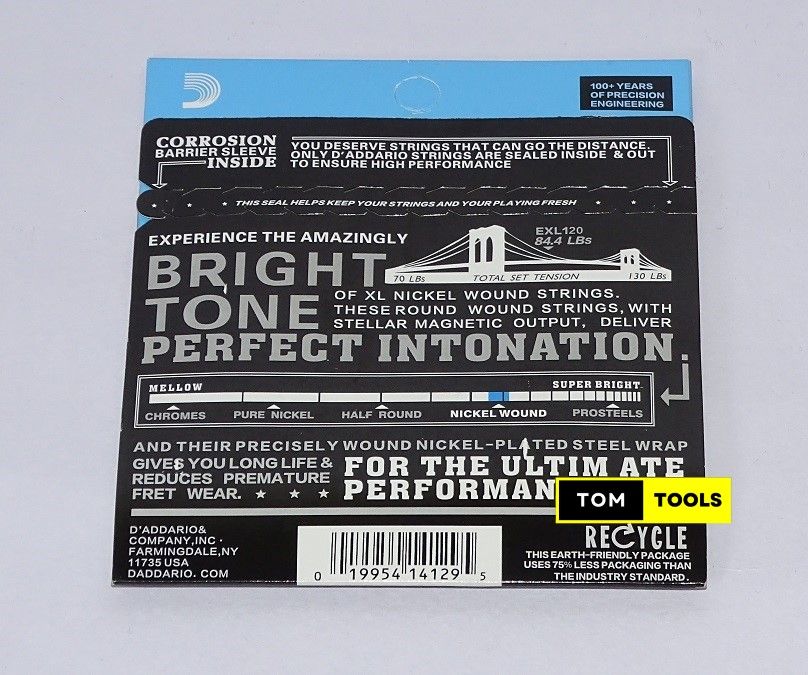 100+ YEARS
OF PRECISION
ENGINEERING
CORROSION
BARRIER SLEEVE
INSIDE
YOU DESERVE STRINGS THAT CAN GO THE DISTANCE.
ONLY D'ADDARIO STRINGS ARE SEALED INSIDE & OUT
TO ENSURE HIGH PERFORMANCE
THIS SEAL HELPS KEEP YOUR STRINGS AND YOUR PLAYING FRESH
EXPERIENCE THE AMAZINGLY
EXL120
84.4 LBs
BRIGHT
70 LBs TOTAL SET TENSION 130 LBs
TONE
OF XL NICKEL WOUND STRINGS.
THESE ROUND WOUND STRINGS, WITH
STELLAR MAGNETIC OUTPUT, DELIVER
PERFECT INTONATION.
MELLOW SUPER BRIGHT
CHROMES PURE NICKEL HALF ROUND NICKEL WOUND PROSTEELS
AND THEIR PRECISELY WOUND NICKEL-PLATED STEEL WRAP
GIVES YOU LONG LIFE &
REDUCES PREMATURE
FRET WEAR.
FOR THE ULTIM ATE
PERFORMAN
TOM TOOLS
D'ADDARIO&
COMPANY,INC·
FARMINGDALE,NY
11735 USA
DADDARIO. COM
0 19954 14129 5
RECYCLE
THIS EARTH-FRIENDLY PACKAGE
USES 75% LESS PACKAGING THAN
THE INDUSTRY STANDARD.